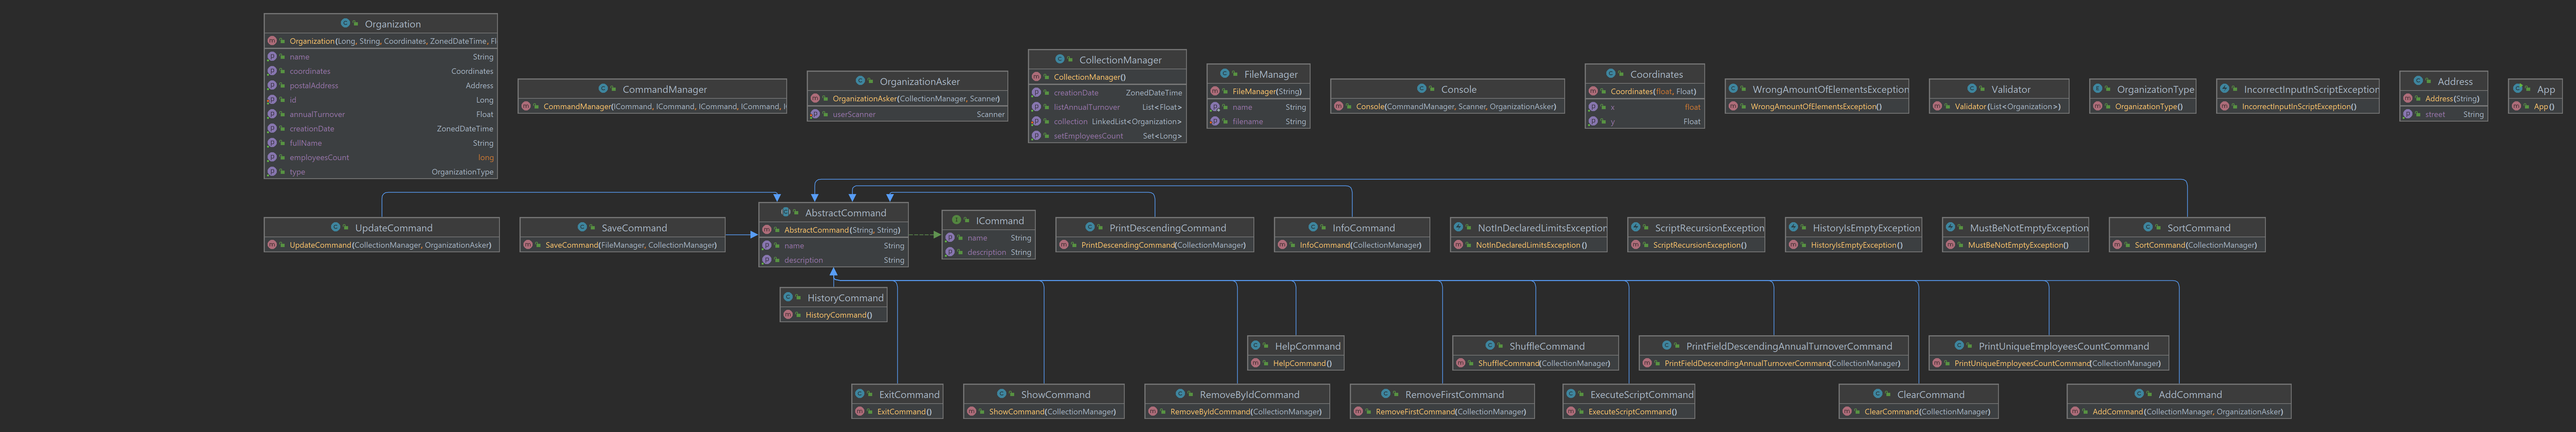 Organization
Organization(Long, String, Coordinates, ZonedDateTime, Fl
name String
coordinates Coordinates
postalAddress Address
id Long
annualTurnover Float
creationDate ZonedDateTime
fullName String
employeesCount long
type OrganizationType
CommandManager
CommandManager(ICommand, ICommand, ICommand, ICommand, I
OrganizationAsker
OrganizationAsker(CollectionManager, Scanner)
userScanner Scanner
CollectionManager
CollectionManager()
creationDate ZonedDateTime
listAnnualTurnover List<Float>
collection LinkedList<Organization>
setEmployeesCount Set<Long>
FileManager
FileManager(String)
name String
filename String
Console
Console(CommandManager, Scanner, OrganizationAsker)
Coordinates
Coordinates(float, Float)
x float
y Float
WrongAmountOfElementsException
WrongAmountOfElementsException()
Validator
Validator(List<Organization>)
OrganizationType
OrganizationType()
IncorrectInputInScriptException
IncorrectInputInScriptException()
Address
Address(String)
street String
App
App()
UpdateCommand
UpdateCommand(CollectionManager, OrganizationAsker)
SaveCommand
SaveCommand(FileManager, CollectionManager)
AbstractCommand
AbstractCommand(String, String)
name String
description String
ICommand
name String
description String
PrintDescendingCommand
PrintDescendingCommand(CollectionManager)
InfoCommand
InfoCommand(CollectionManager)
NotInDeclaredLimitsException
NotInDeclaredLimitsException()
ScriptRecursionException
ScriptRecursionException()
HistoryIsEmptyException
HistoryIsEmptyException()
MustBeNotEmptyException
MustBeNotEmptyException()
SortCommand
SortCommand(CollectionManager)
HistoryCommand
HistoryCommand()
HelpCommand
HelpCommand()
ShuffleCommand
ShuffleCommand(CollectionManager)
PrintFieldDescendingAnnualTurnoverCommand
PrintFieldDescendingAnnualTurnoverCommand(CollectionManager)
PrintUniqueEmployeesCountCommand
PrintUniqueEmployeesCountCommand(CollectionManager)
ExitCommand
ExitCommand()
ShowCommand
ShowCommand(CollectionManager)
RemoveByIdCommand
RemoveByIdCommand(CollectionManager)
RemoveFirstCommand
RemoveFirstCommand(CollectionManager)
ExecuteScriptCommand
ExecuteScriptCommand()
ClearCommand
ClearCommand(CollectionManager)
AddCommand
AddCommand(CollectionManager, OrganizationAsker)